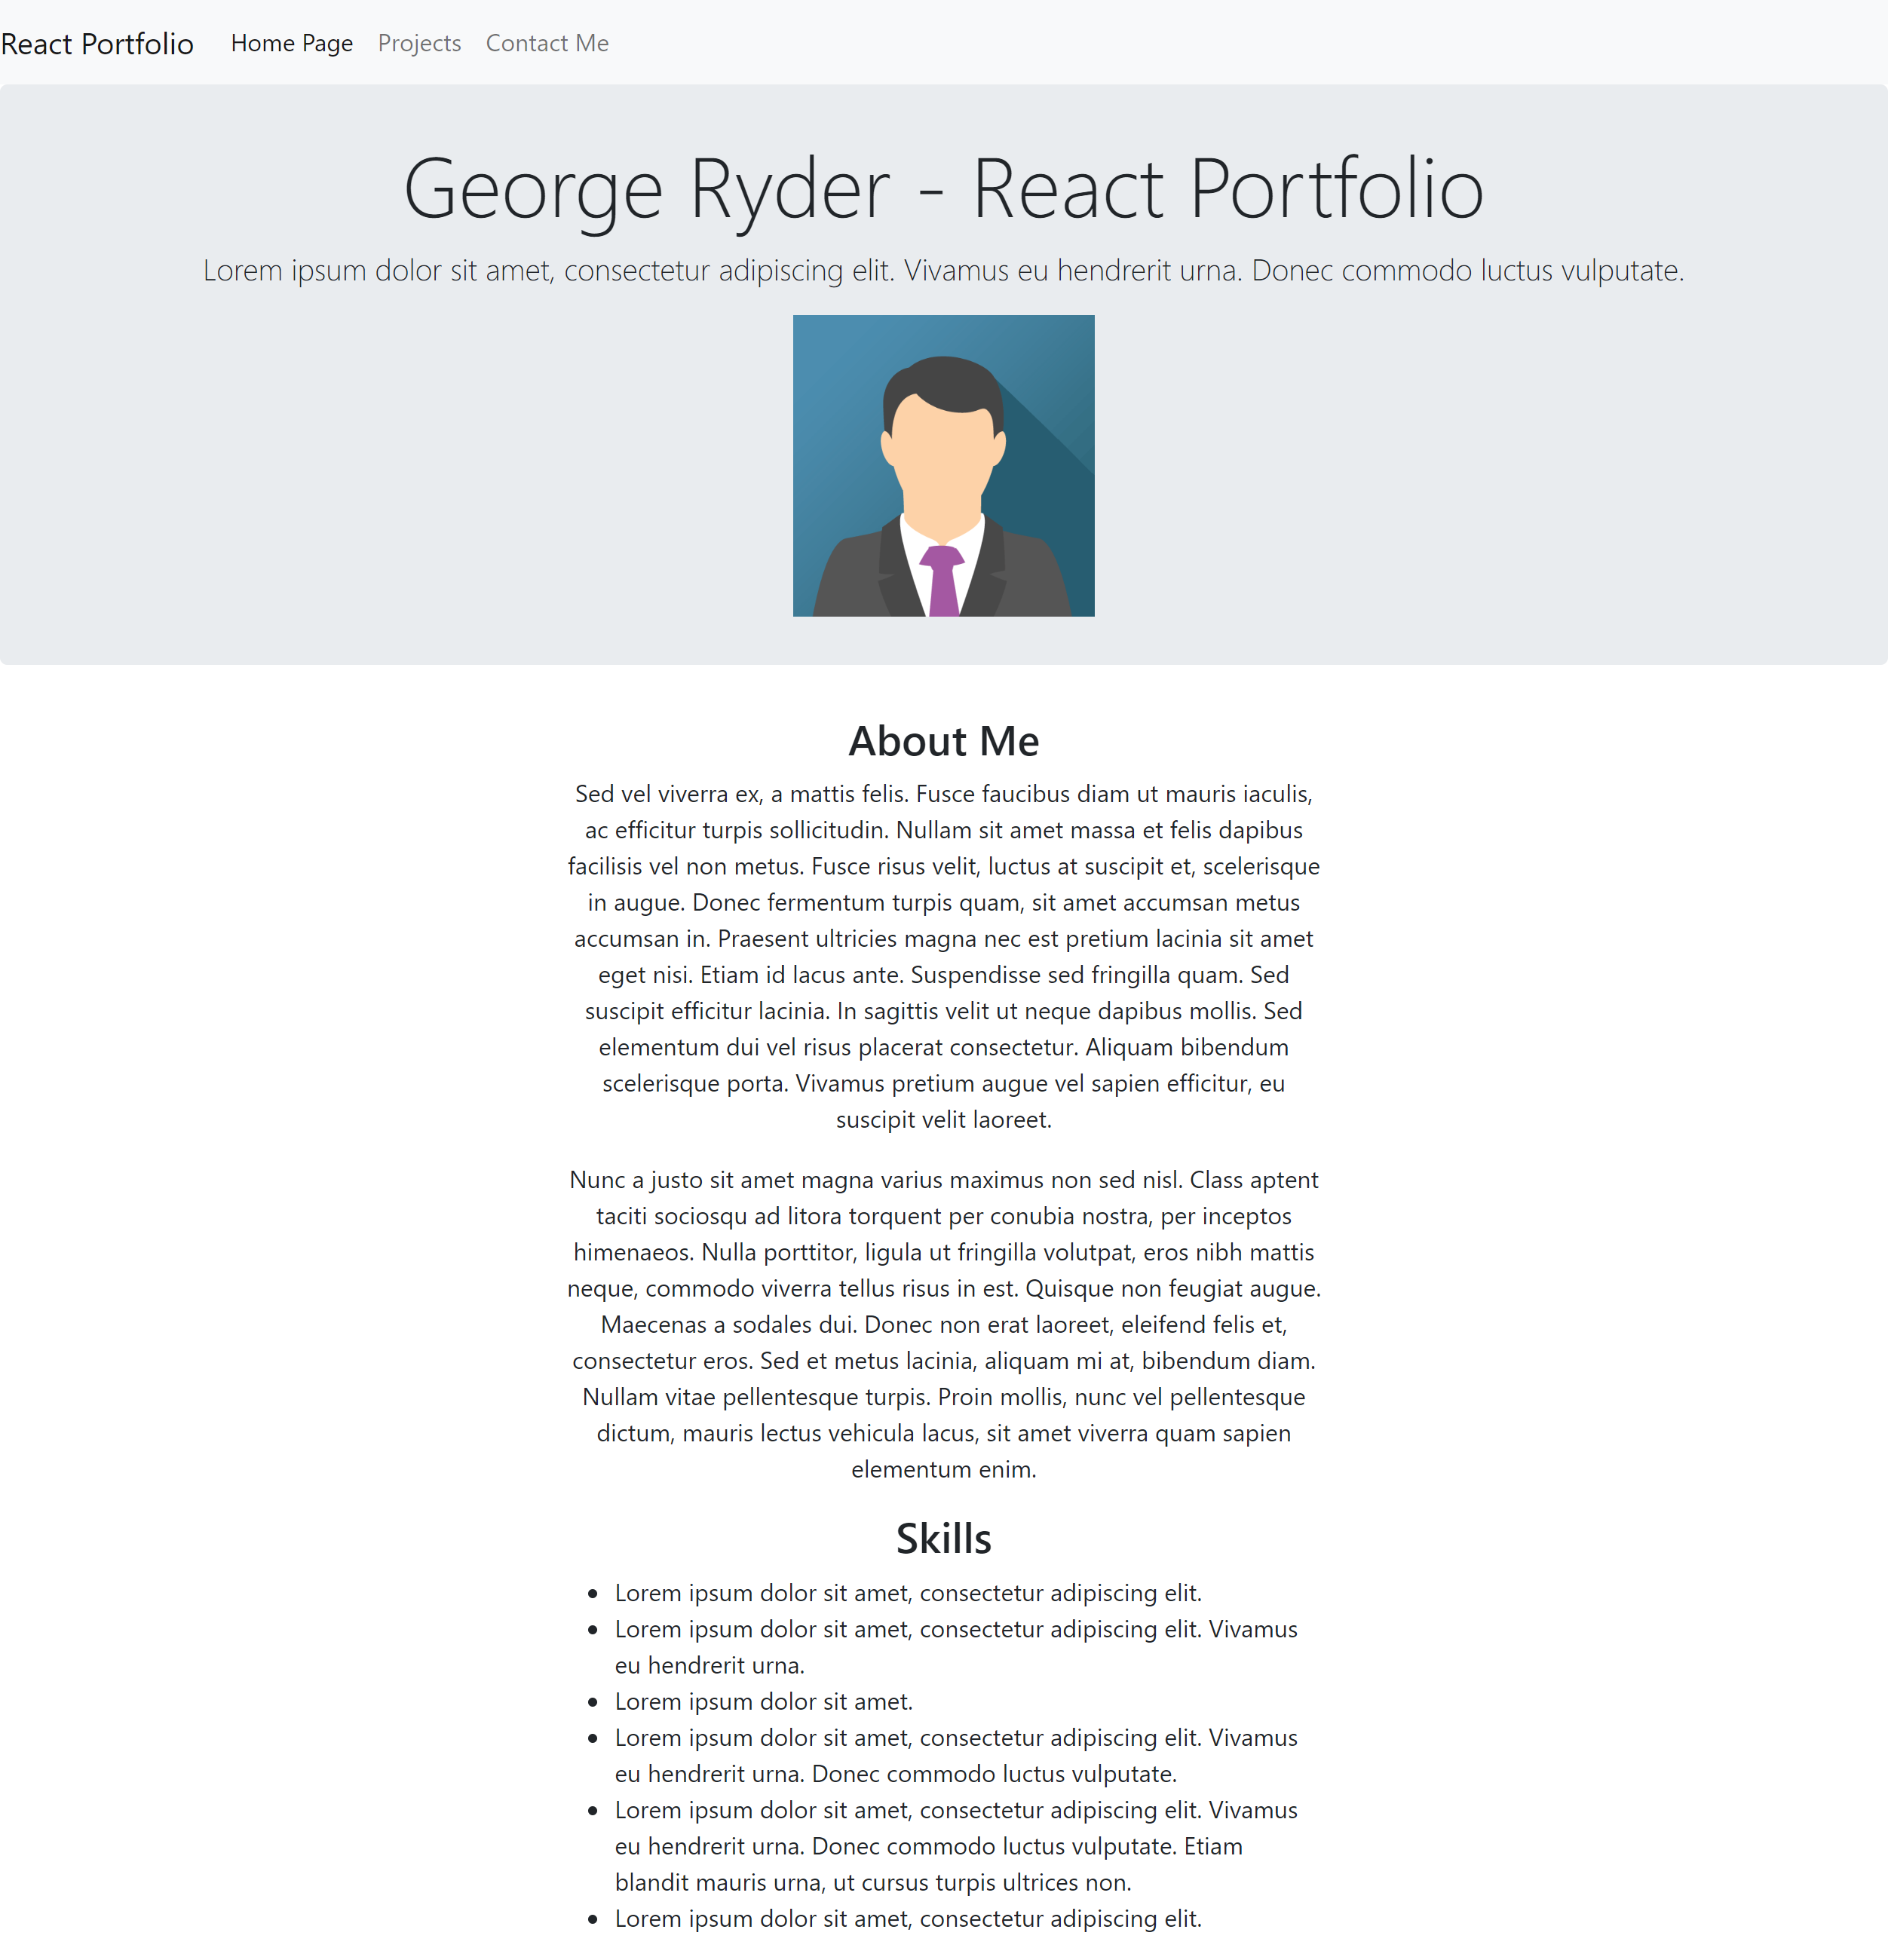 React Portfolio Home Page Projects Contact Me
George Ryder - React Portfolio
Lorem ipsum dolor sit amet, consectetur adipiscing elit. Vivamus eu hendrerit urna. Donec commodo luctus vulputate.
About Me
Sed vel viverra ex, a mattis felis. Fusce faucibus diam ut mauris iaculis,
ac efficitur turpis sollicitudin. Nullam sit amet massa et felis dapibus
facilisis vel non metus. Fusce risus velit, luctus at suscipit et, scelerisque
in augue. Donec fermentum turpis quam, sit amet accumsan metus
accumsan in. Praesent ultricies magna nec est pretium lacinia sit amet
eget nisi. Etiam id lacus ante. Suspendisse sed fringilla quam. Sed
suscipit efficitur lacinia. In sagittis velit ut neque dapibus mollis. Sed
elementum dui vel risus placerat consectetur. Aliquam bibendum
scelerisque porta. Vivamus pretium augue vel sapien efficitur, eu
suscipit velit laoreet.
Nunc a justo sit amet magna varius maximus non sed nisl. Class aptent
taciti sociosqu ad litora torquent per conubia nostra, per inceptos
himenaeos. Nulla porttitor, ligula ut fringilla volutpat, eros nibh mattis
neque, commodo viverra tellus risus in est. Quisque non feugiat augue.
Maecenas a sodales dui. Donec non erat laoreet, eleifend felis et,
consectetur eros. Sed et metus lacinia, aliquam mi at, bibendum diam.
Nullam vitae pellentesque turpis. Proin mollis, nunc vel pellentesque
dictum, mauris lectus vehicula lacus, sit amet viverra quam sapien
elementum enim.
Skills
• Lorem ipsum dolor sit amet, consectetur adipiscing elit.
• Lorem ipsum dolor sit amet, consectetur adipiscing elit. Vivamus
eu hendrerit urna.
• Lorem ipsum dolor sit amet.
• Lorem ipsum dolor sit amet, consectetur adipiscing elit. Vivamus
eu hendrerit urna. Donec commodo luctus vulputate.
• Lorem ipsum dolor sit amet, consectetur adipiscing elit. Vivamus
eu hendrerit urna. Donec commodo luctus vulputate. Etiam
blandit mauris urna, ut cursus turpis ultrices non.
• Lorem ipsum dolor sit amet, consectetur adipiscing elit.